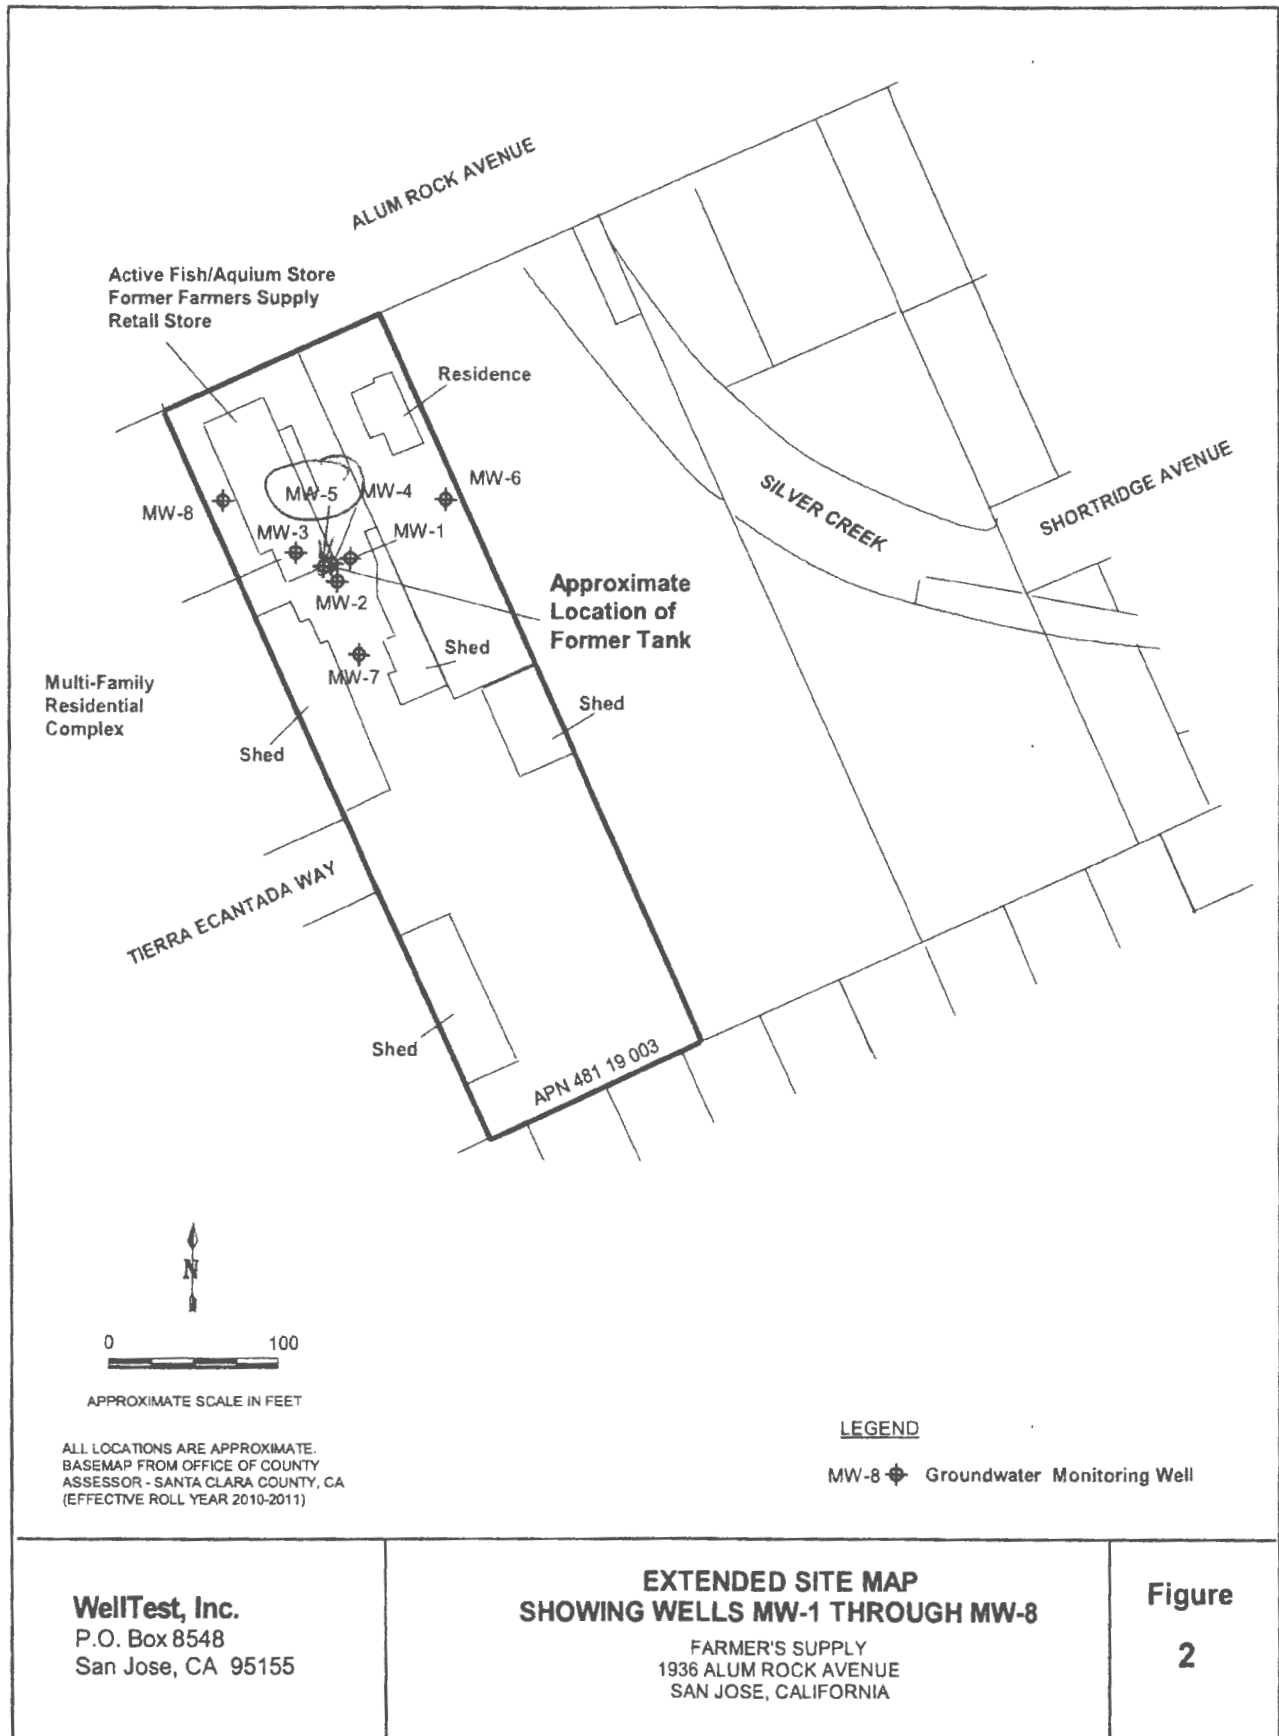 ALUM ROCK AVENUE
Active Fish/Aquium Store
Former Farmers Supply
Retail Store
Residence
MW-5
MW-4
MW-6
MW-8
MW-3
MW-1
SILVER CREEK
SHORTRIDGE AVENUE
MW-2
Approximate
Location of
Former Tank
Shed
MW-7
Multi-Family
Residential
Complex
Shed
Shed
TIERRA ECANTADA WAY
Shed
APN 481 19 003
N
0 100
APPROXIMATE SCALE IN FEET
ALL LOCATIONS ARE APPROXIMATE.
BASEMAP FROM OFFICE OF COUNTY
ASSESSOR - SANTA CLARA COUNTY, CA
(EFFECTIVE ROLL YEAR 2010-2011)
LEGEND
MW-8 Groundwater Monitoring Well
WellTest, Inc.
P.O. Box 8548
San Jose, CA 95155
EXTENDED SITE MAP
SHOWING WELLS MW-1 THROUGH MW-8
FARMER'S SUPPLY
1936 ALUM ROCK AVENUE
SAN JOSE, CALIFORNIA
Figure
2